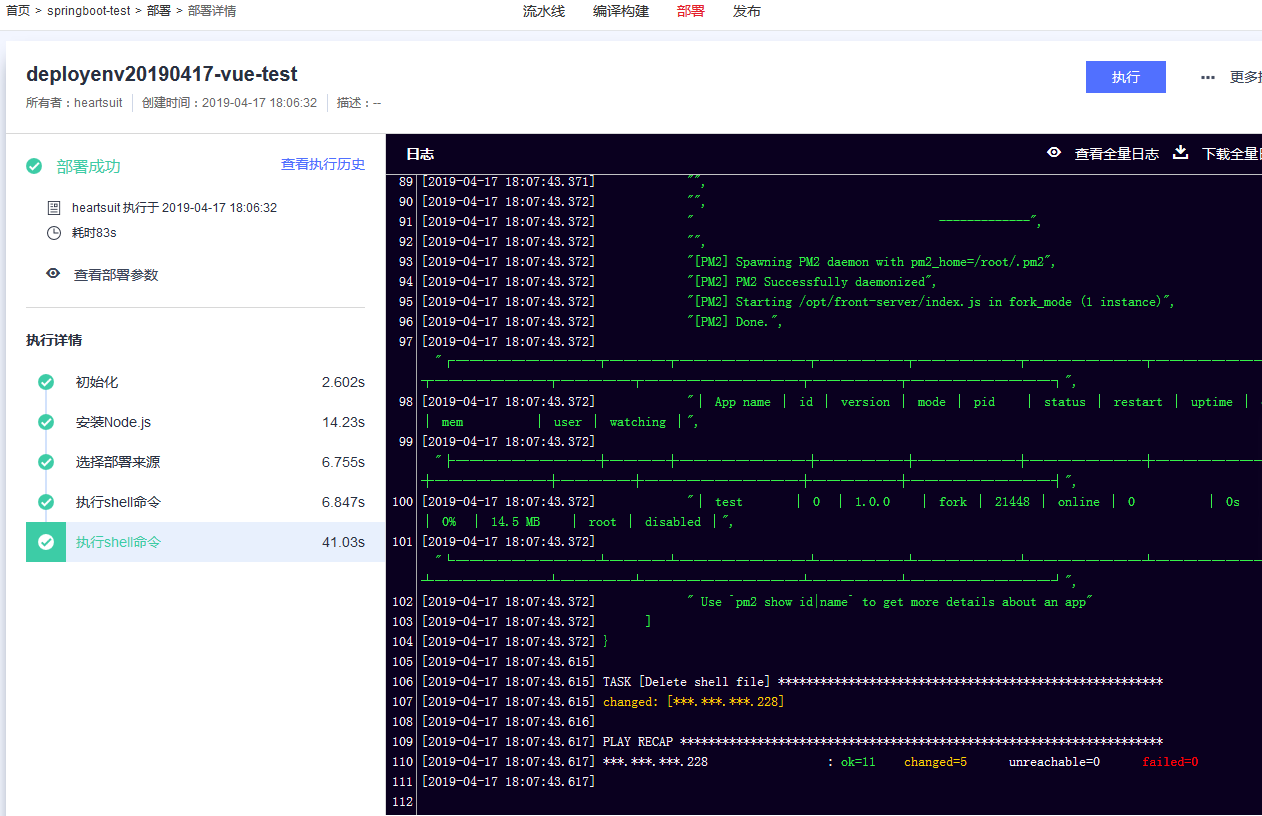 首页 > springboot-test > 部署 > 部署详情
流水线 编译构建 部署 发布
deployenv20190417-vue-test
执行
更多
所有者：heartsuit 创建时间：2019-04-17 18:06:32 描述：--
部署成功
查看执行历史
heartsuit 执行于 2019-04-17 18:06:32
耗时83s
查看部署参数
执行详情
初始化 2.602s
安装Node.js 14.23s
选择部署来源 6.755s
执行shell命令 6.847s
执行shell命令 41.03s
日志
查看全量日志 下载全量
89 [2019-04-17 18:07:43.371] "",
90 [2019-04-17 18:07:43.372] "",
91 [2019-04-17 18:07:43.372] " -------------",
92 [2019-04-17 18:07:43.372] "",
93 [2019-04-17 18:07:43.372] "[PM2] Spawning PM2 daemon with pm2_home=/root/.pm2",
94 [2019-04-17 18:07:43.372] "[PM2] PM2 Successfully daemonized",
95 [2019-04-17 18:07:43.372] "[PM2] Starting /opt/front-server/index.js in fork_mode (1 instance)",
96 [2019-04-17 18:07:43.372] "[PM2] Done.",
97 [2019-04-17 18:07:43.372]
98 [2019-04-17 18:07:43.372] "│ App name │ id │ version │ mode │ pid │ status │ restart │ uptime │
│ mem │ user │ watching │",
99 [2019-04-17 18:07:43.372]
100 [2019-04-17 18:07:43.372] "│ test │ 0 │ 1.0.0 │ fork │ 21448 │ online │ 0 │ 0s
│ 0% │ 14.5 MB │ root │ disabled │",
101 [2019-04-17 18:07:43.372]
102 [2019-04-17 18:07:43.372] " Use `pm2 show id|name` to get more details about an app"
103 [2019-04-17 18:07:43.372] ]
104 [2019-04-17 18:07:43.372] }
105 [2019-04-17 18:07:43.615]
106 [2019-04-17 18:07:43.615] TASK [Delete shell file] *******************************************************
107 [2019-04-17 18:07:43.615] changed: [***.***.***.228]
108 [2019-04-17 18:07:43.616]
109 [2019-04-17 18:07:43.617] PLAY RECAP *********************************************************************
110 [2019-04-17 18:07:43.617] ***.***.***.228 : ok=11 changed=5 unreachable=0 failed=0
111 [2019-04-17 18:07:43.617]
112